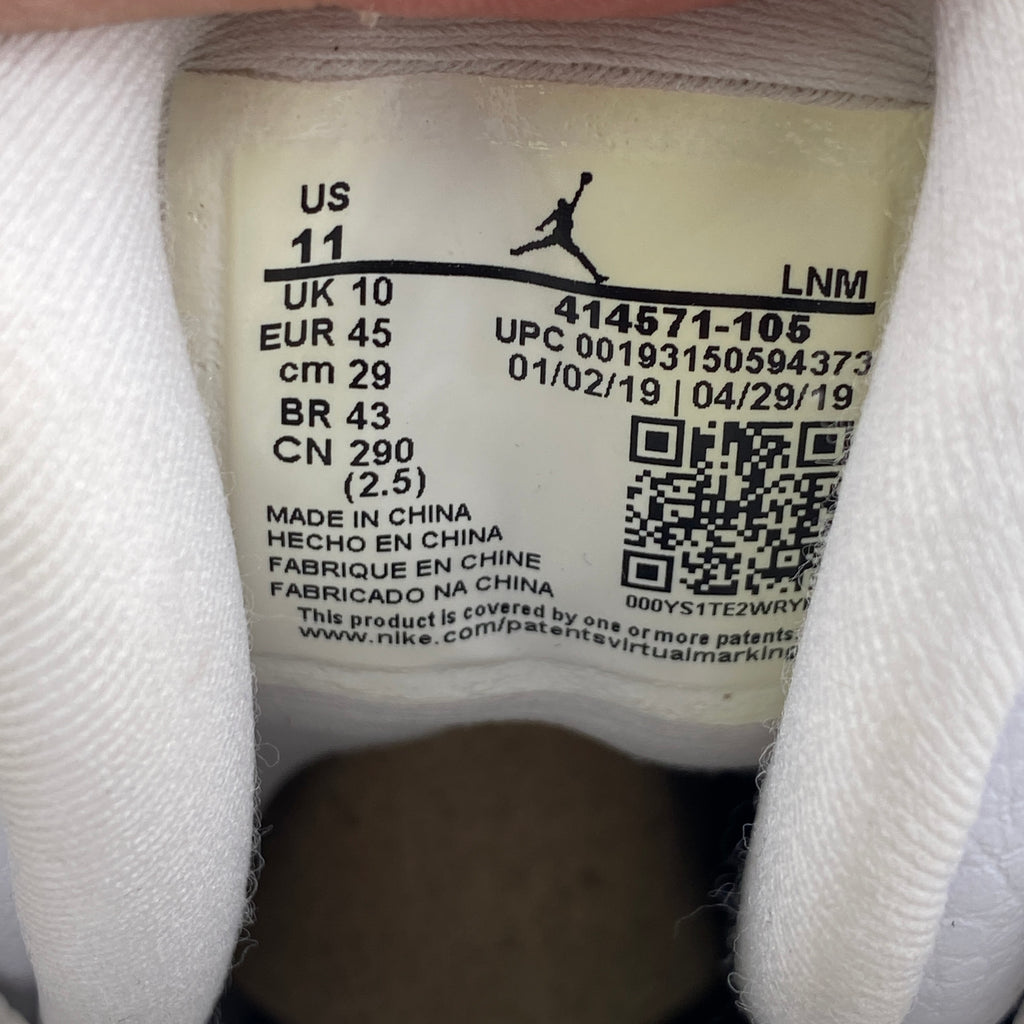 US
11
LNM
UK 10
EUR 45
cm 29
BR 43
CN 290
(2.5)
414571-105
UPC 00193150594373
01/02/19 | 04/29/19
MADE IN CHINA
HECHO EN CHINA
FABRIQUE EN CHINE
FABRICADO NA CHINA
000YS1TE2WRY
This product is covered by one or more patents.
www.nike.com/patentsvirtualmarking